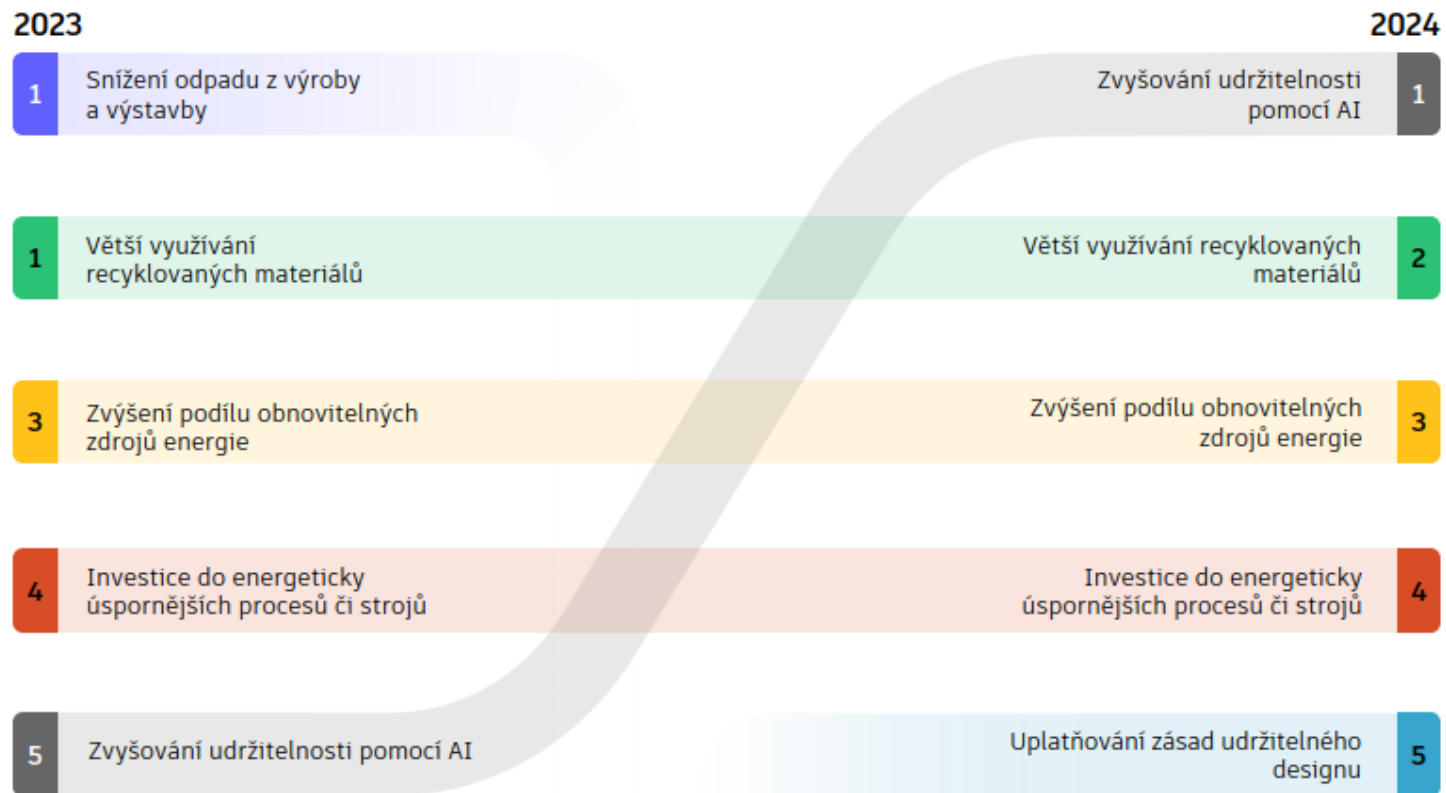 2023
2024
1
Snížení odpadu z výroby
a výstavby
Zvyšování udržitelnosti
pomocí AI
1
1
Větší využívání
recyklovaných materiálů
Větší využívání recyklovaných
materiálů
2
3
Zvýšení podílu obnovitelných
zdrojů energie
Zvýšení podílu obnovitelných
zdrojů energie
3
4
Investice do energeticky
úspornějších procesů či strojů
Investice do energeticky
úspornějších procesů či strojů
4
5
Zvyšování udržitelnosti pomocí AI
Uplatňování zásad udržitelného
designu
5